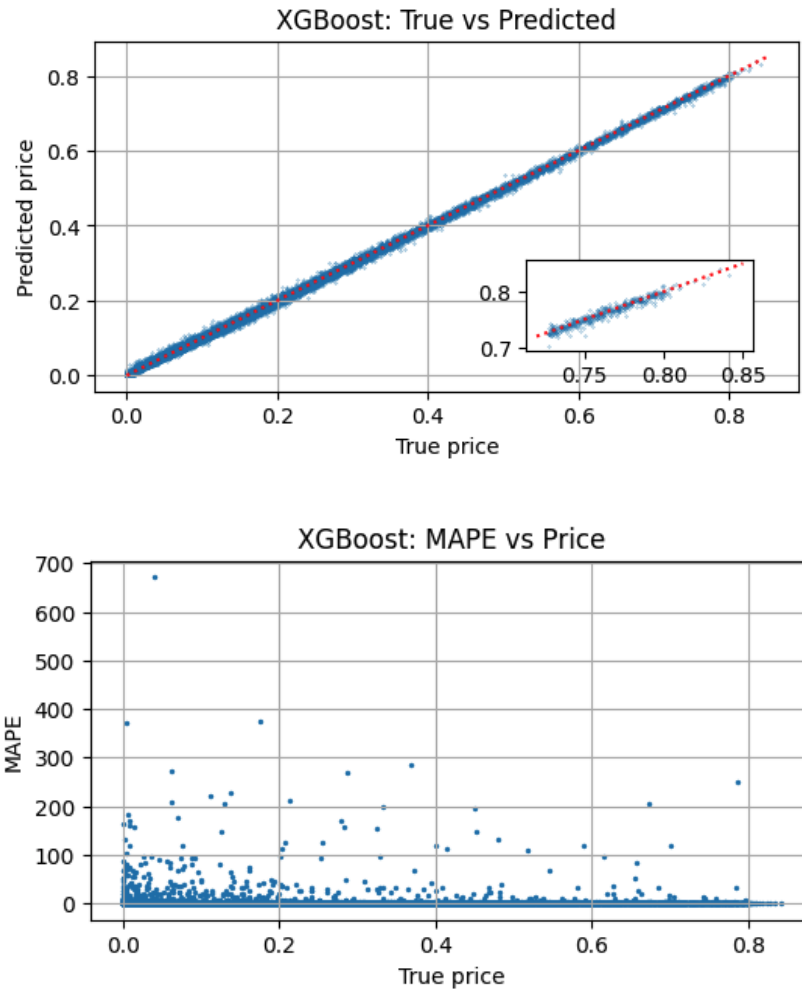 XGBoost: True vs Predicted
0.8
0.6
0.4
0.2
0.0
Predicted price
0.8
0.7
0.75 0.80 0.85
0.0 0.2 0.4 0.6 0.8
True price
XGBoost: MAPE vs Price
700
600
500
400
300
200
100
0
MAPE
0.0 0.2 0.4 0.6 0.8
True price